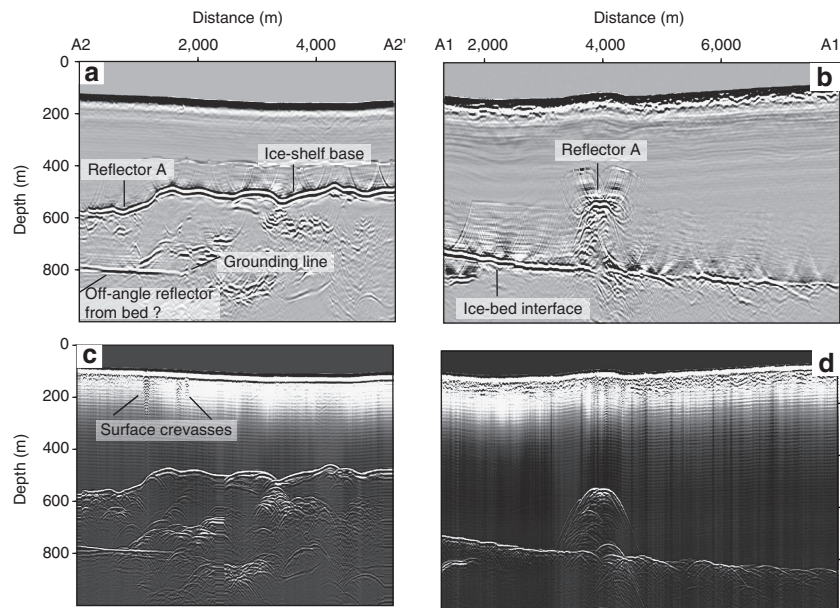 Distance (m)
Distance (m)
A2 2,000 4,000 A2'
A1 2,000 4,000 6,000 A1
Depth (m)
0
200
400
600
800
a
Reflector A
Ice-shelf base
Grounding line
Off-angle reflector
from bed ?
b
Reflector A
Ice-bed interface
Depth (m)
0
200
400
600
800
c
Surface crevasses
d